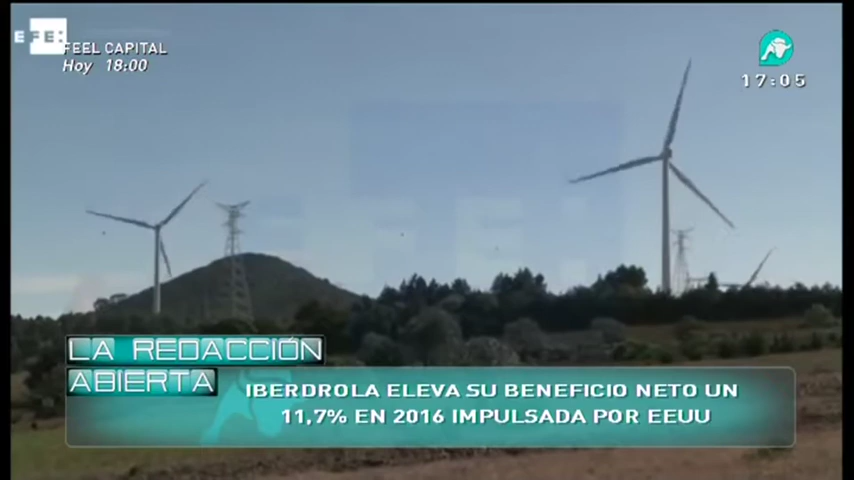 EFE:
FEEL CAPITAL
Hoy 18:00
17:05
LA REDACCIÓN
ABIERTA
IBERDROLA ELEVA SU BENEFICIO NETO UN
11,7% EN 2016 IMPULSADA POR EEUU